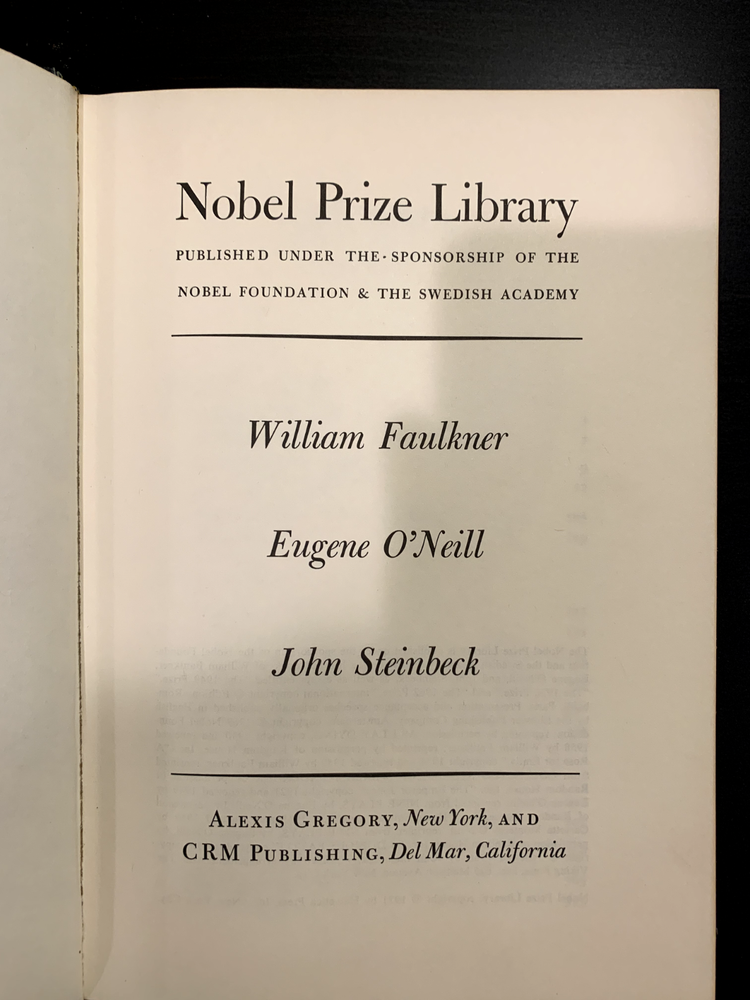 Nobel Prize Library
PUBLISHED UNDER THE · SPONSORSHIP OF THE
NOBEL FOUNDATION & THE SWEDISH ACADEMY
William Faulkner
Eugene O'Neill
John Steinbeck
ALEXIS GREGORY, New York, AND
CRM PUBLISHING, Del Mar, California